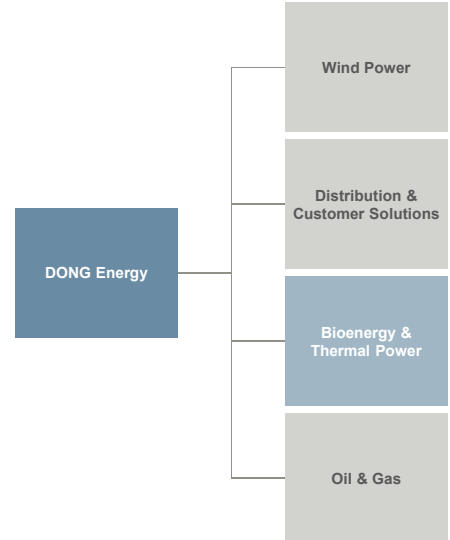 Wind Power
Distribution &
Customer Solutions
DONG Energy
Bioenergy &
Thermal Power
Oil & Gas